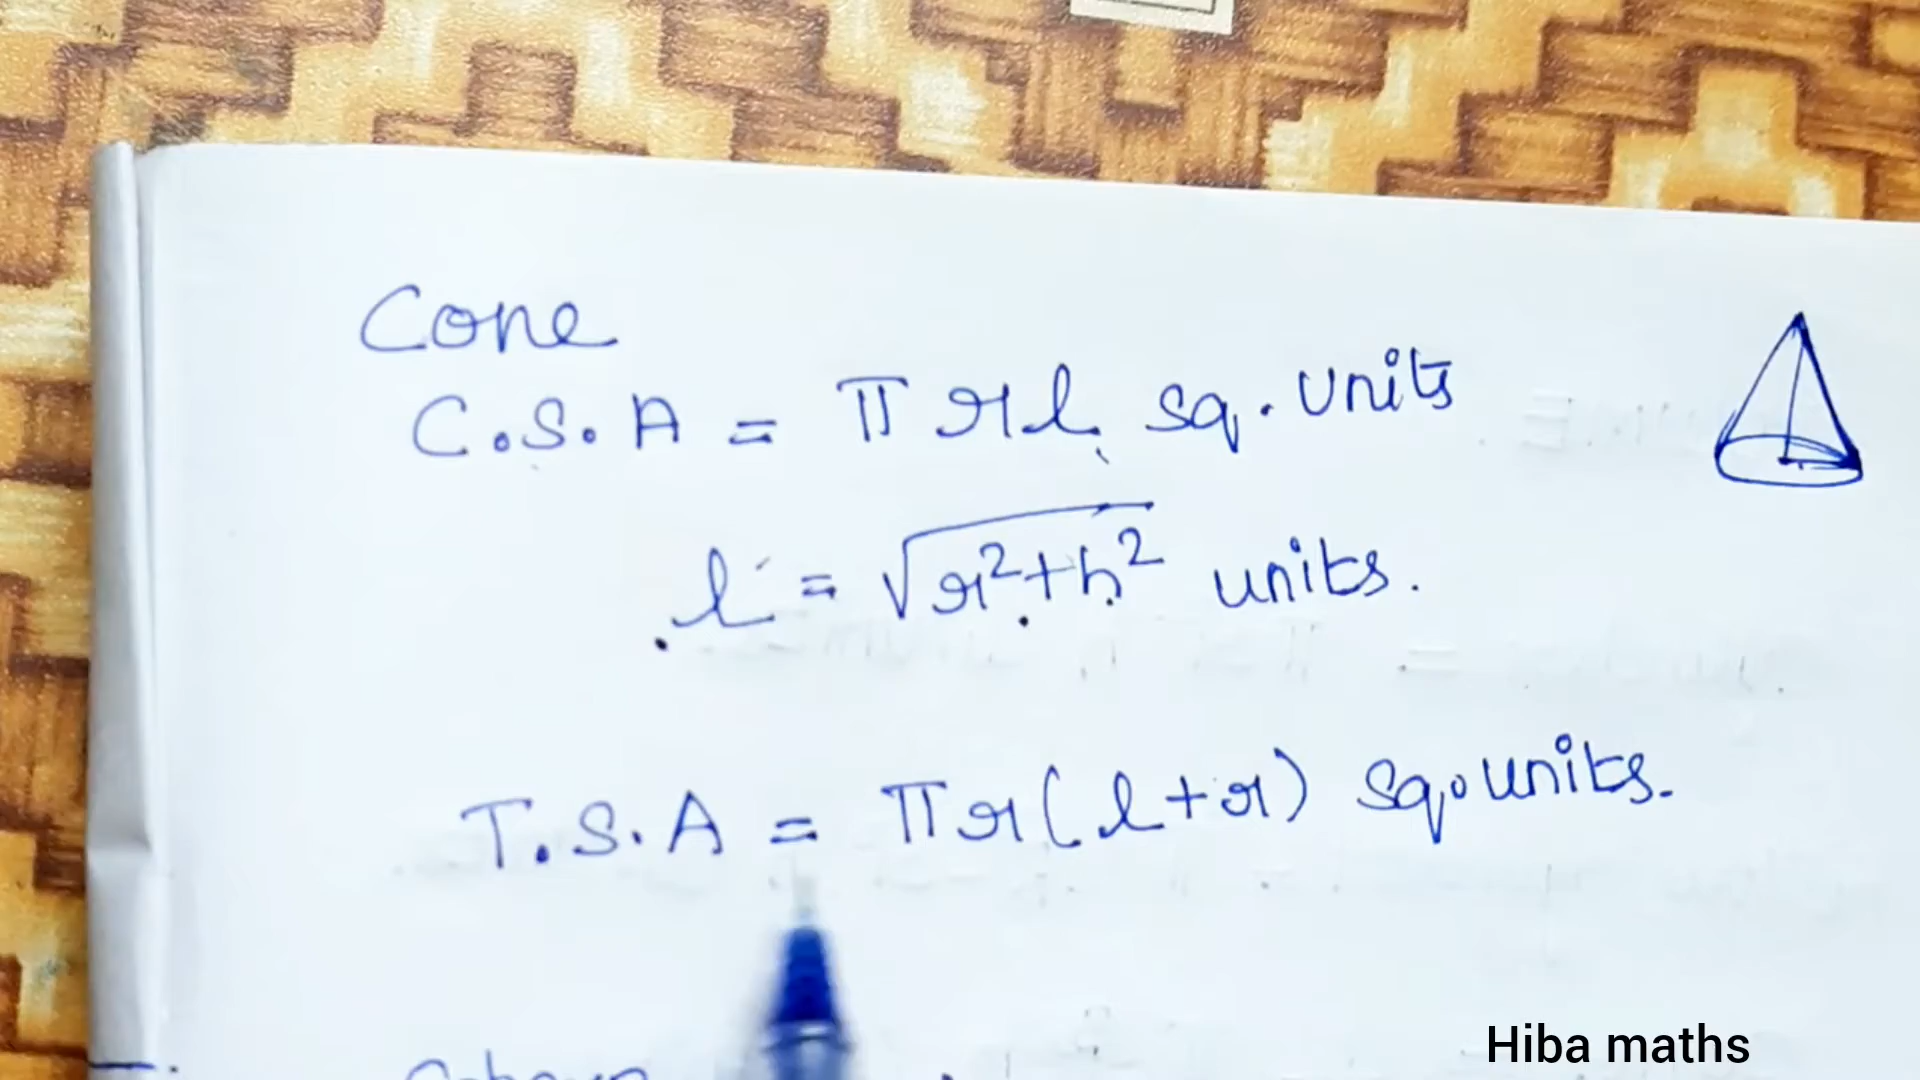 Cone
C.S.A = πrl sq. units
l = √r²+h² units.
T.S.A = πr(l+r) sq. units.
Hiba maths